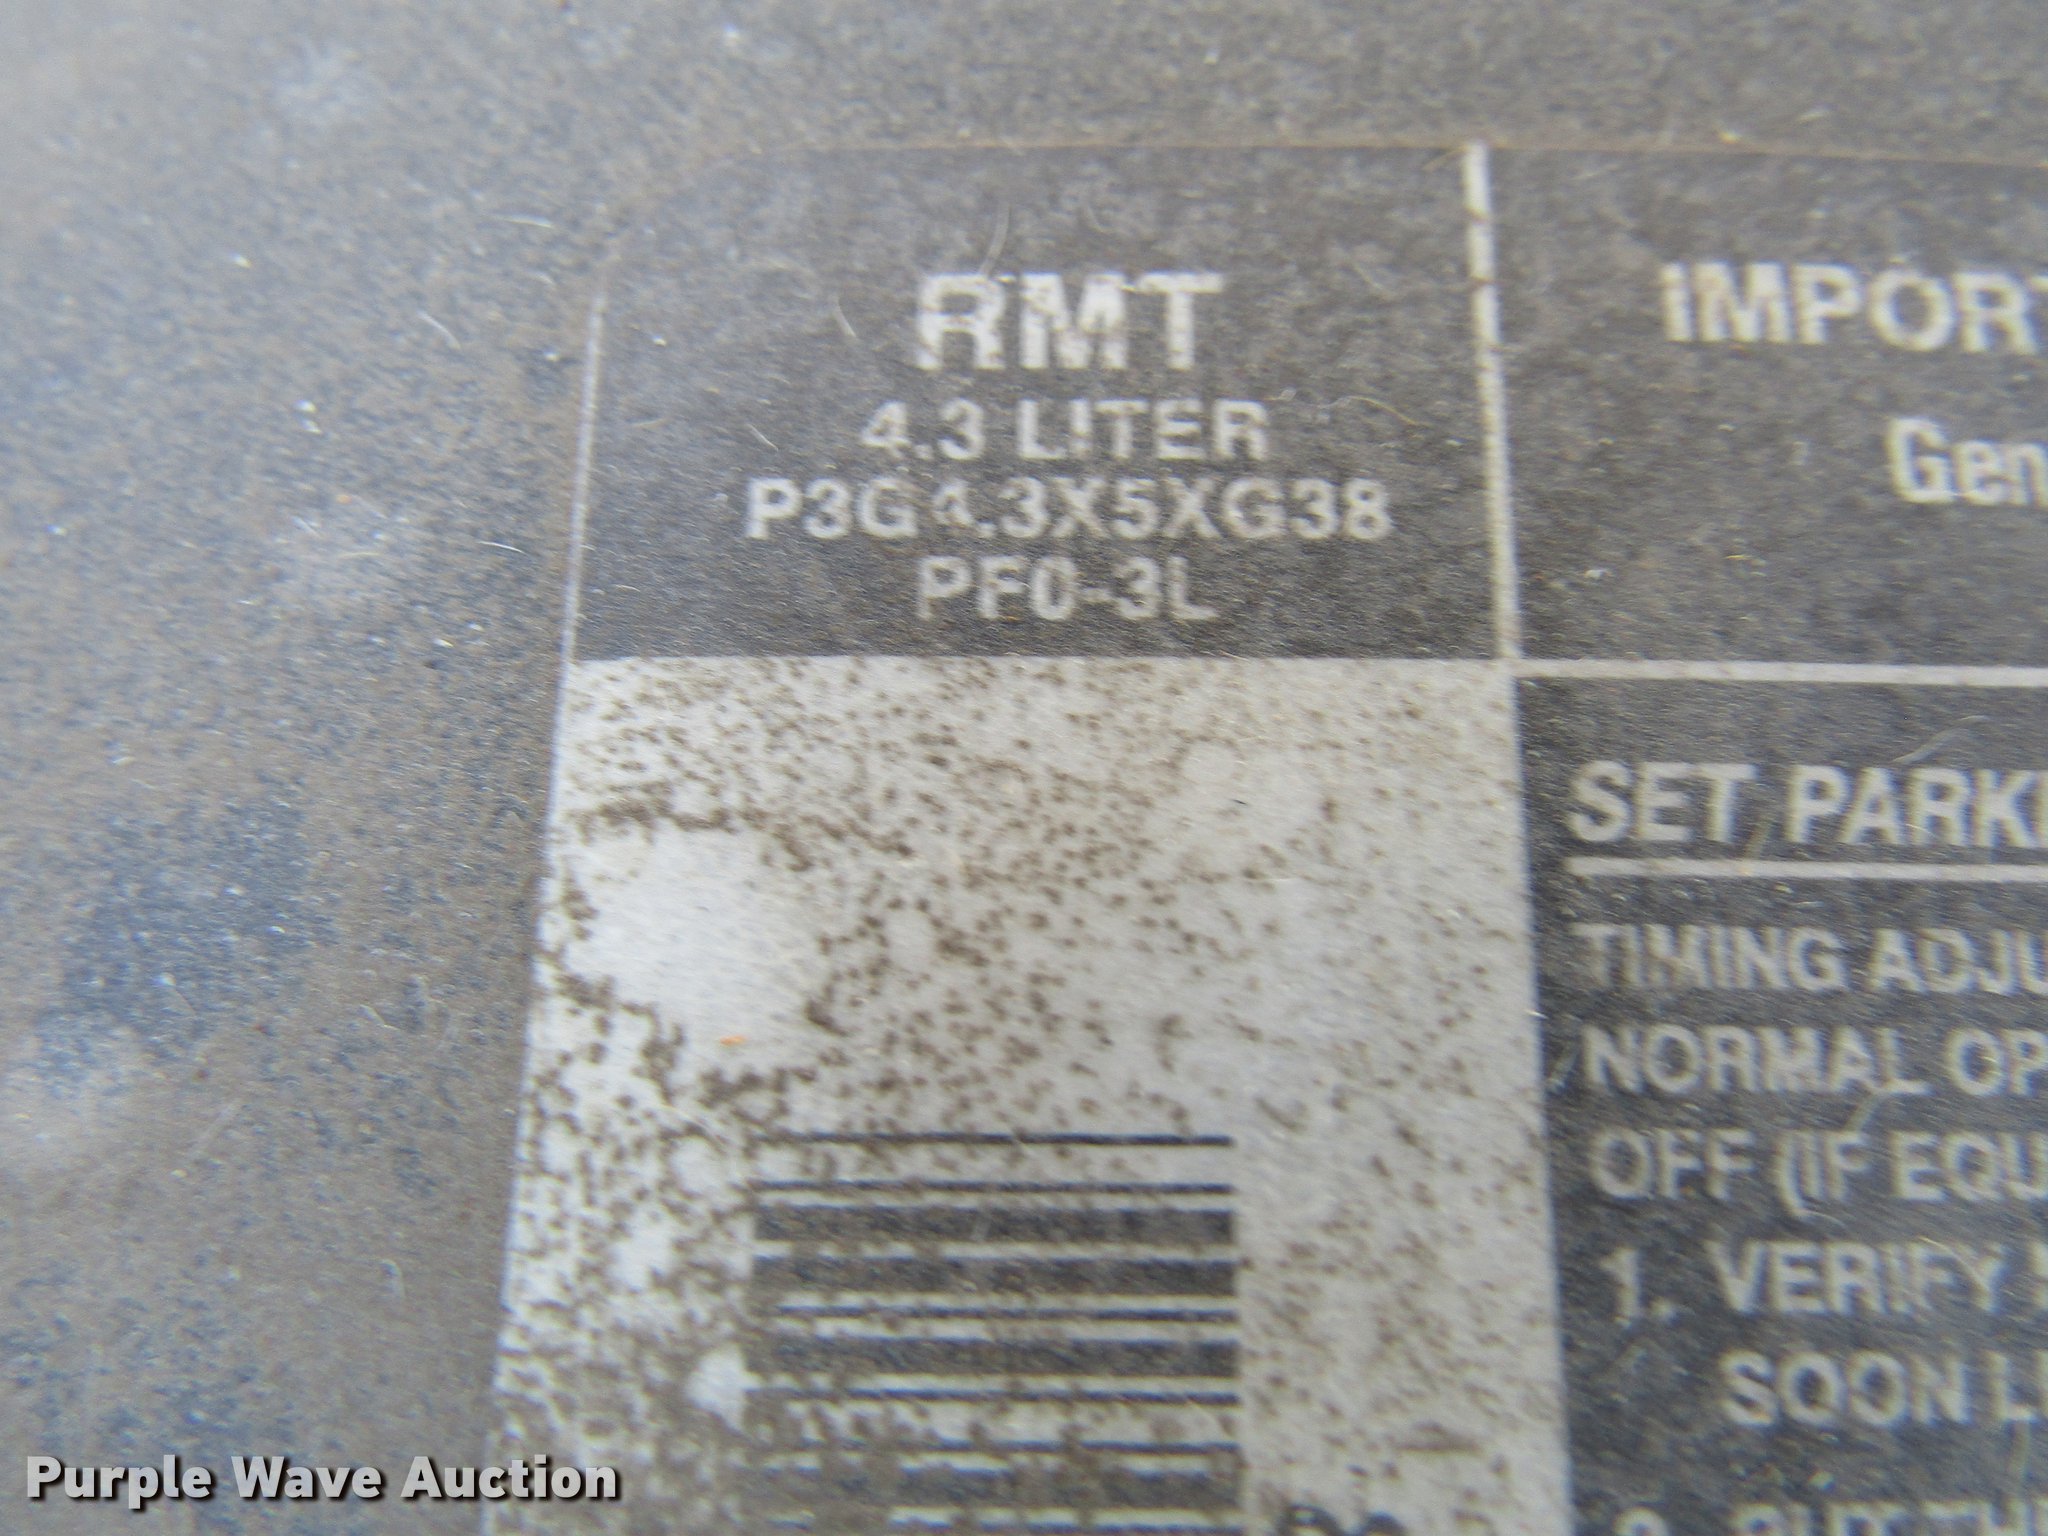 RMT
4.3 LITER
P3G4.3X5XG38
PF0-3L
IMPORT
Gen
SET PARKI
TIMING ADJU
NORMAL OP
OFF (IF EQU
1. VERIFY
SOON L
Purple Wave Auction